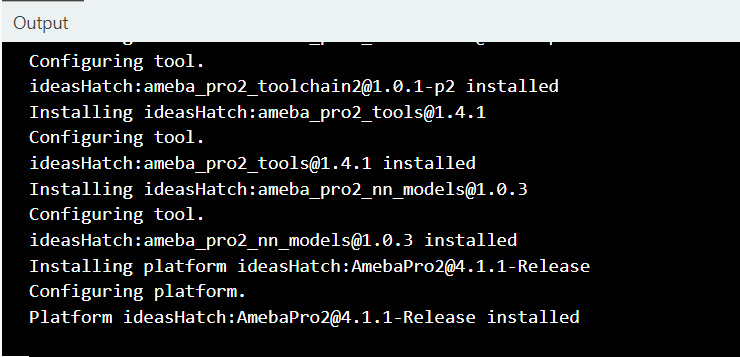 Output
Configuring tool.
ideasHatch:ameba_pro2_toolchain2@1.0.1-p2 installed
Installing ideasHatch:ameba_pro2_tools@1.4.1
Configuring tool.
ideasHatch:ameba_pro2_tools@1.4.1 installed
Installing ideasHatch:ameba_pro2_nn_models@1.0.3
Configuring tool.
ideasHatch:ameba_pro2_nn_models@1.0.3 installed
Installing platform ideasHatch:AmebaPro2@4.1.1-Release
Configuring platform.
Platform ideasHatch:AmebaPro2@4.1.1-Release installed